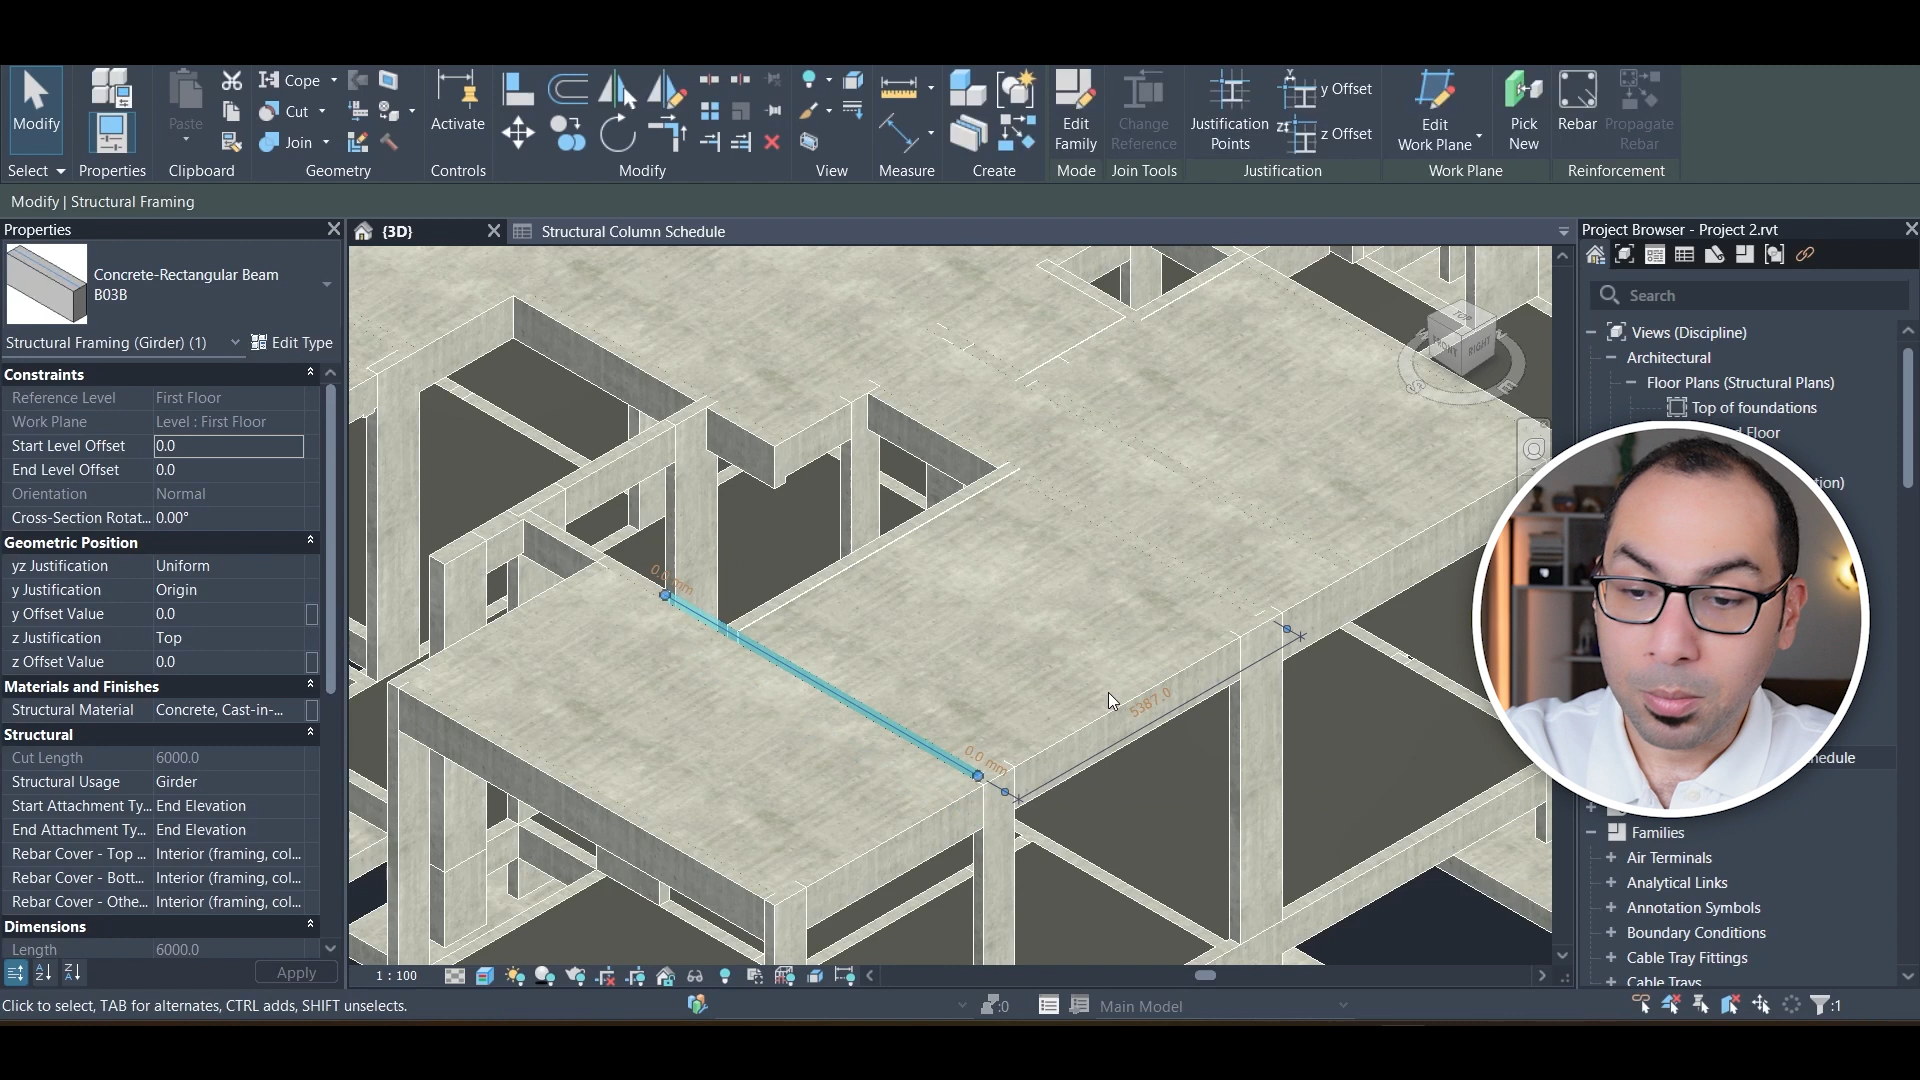 Modify
Select
Properties
Paste
Clipboard
Cope
Cut
Join
Geometry
Activate
Controls
Modify
View
Measure
Create
Edit
Family
Mode
Change
Reference
Join Tools
Justification
Points
y Offset
z Offset
Justification
Edit
Work Plane
Pick
New
Work Plane
Rebar
Propagate
Rebar
Reinforcement
Modify | Structural Framing
Properties
Concrete-Rectangular Beam
B03B
Structural Framing (Girder) (1)
Edit Type
Constraints
Reference Level First Floor
Work Plane Level : First Floor
Start Level Offset 0.0
End Level Offset 0.0
Orientation Normal
Cross-Section Rotat... 0.00°
Geometric Position
yz Justification Uniform
y Justification Origin
y Offset Value 0.0
z Justification Top
z Offset Value 0.0
Materials and Finishes
Structural Material Concrete, Cast-in-...
Structural
Cut Length 6000.0
Structural Usage Girder
Start Attachment Ty... End Elevation
End Attachment Ty... End Elevation
Rebar Cover - Top ... Interior (framing, col...
Rebar Cover - Bott... Interior (framing, col...
Rebar Cover - Othe... Interior (framing, col...
Dimensions
Length 6000.0
Apply
{3D}
Structural Column Schedule
TOP
FRONT
RIGHT
0.0 mm
0.0 mm
5387.0
1 : 100
Project Browser - Project 2.rvt
Search
Views (Discipline)
Architectural
Floor Plans (Structural Plans)
Top of foundations
Floor
tion)
hedule
Families
Air Terminals
Analytical Links
Annotation Symbols
Boundary Conditions
Cable Tray Fittings
Cable Trays
Click to select, TAB for alternates, CTRL adds, SHIFT unselects.
:0
Main Model
:1